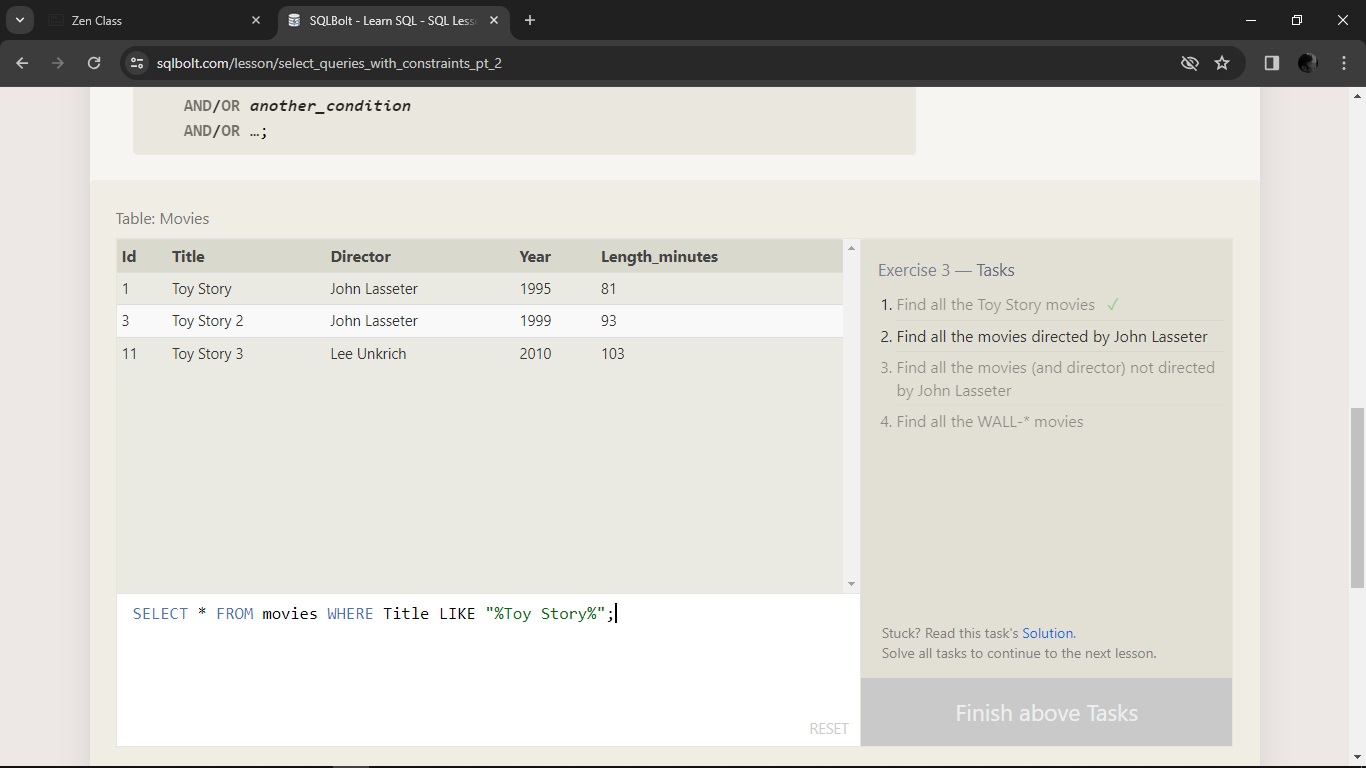 Zen Class
SQLBolt - Learn SQL - SQL Less
sqlbolt.com/lesson/select_queries_with_constraints_pt_2
AND/OR another_condition
AND/OR …;
Table: Movies
Id Title Director Year Length_minutes
1 Toy Story John Lasseter 1995 81
3 Toy Story 2 John Lasseter 1999 93
11 Toy Story 3 Lee Unkrich 2010 103
SELECT * FROM movies WHERE Title LIKE "%Toy Story%";
RESET
Exercise 3 — Tasks
1. Find all the Toy Story movies ✓
2. Find all the movies directed by John Lasseter
3. Find all the movies (and director) not directed
by John Lasseter
4. Find all the WALL-* movies
Stuck? Read this task's Solution.
Solve all tasks to continue to the next lesson.
Finish above Tasks